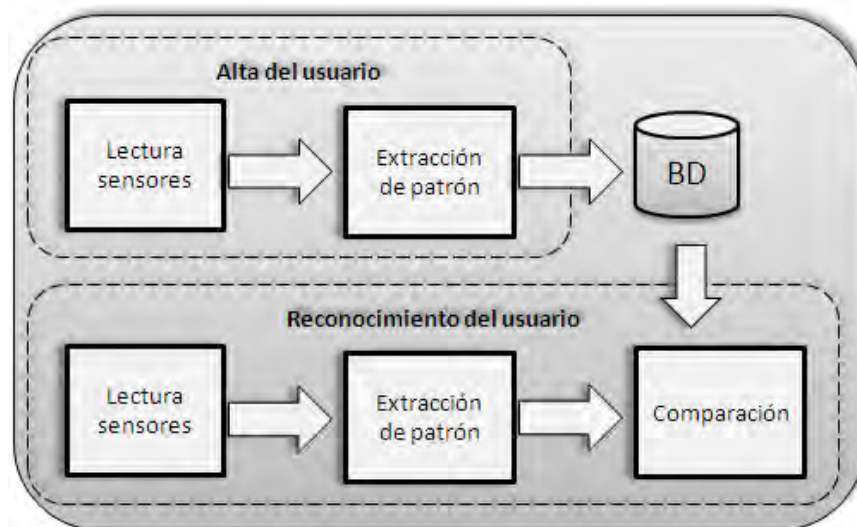 Alta del usuario
Lectura
sensores
Extracción
de patrón
BD
Reconocimiento del usuario
Lectura
sensores
Extracción
de patrón
Comparación